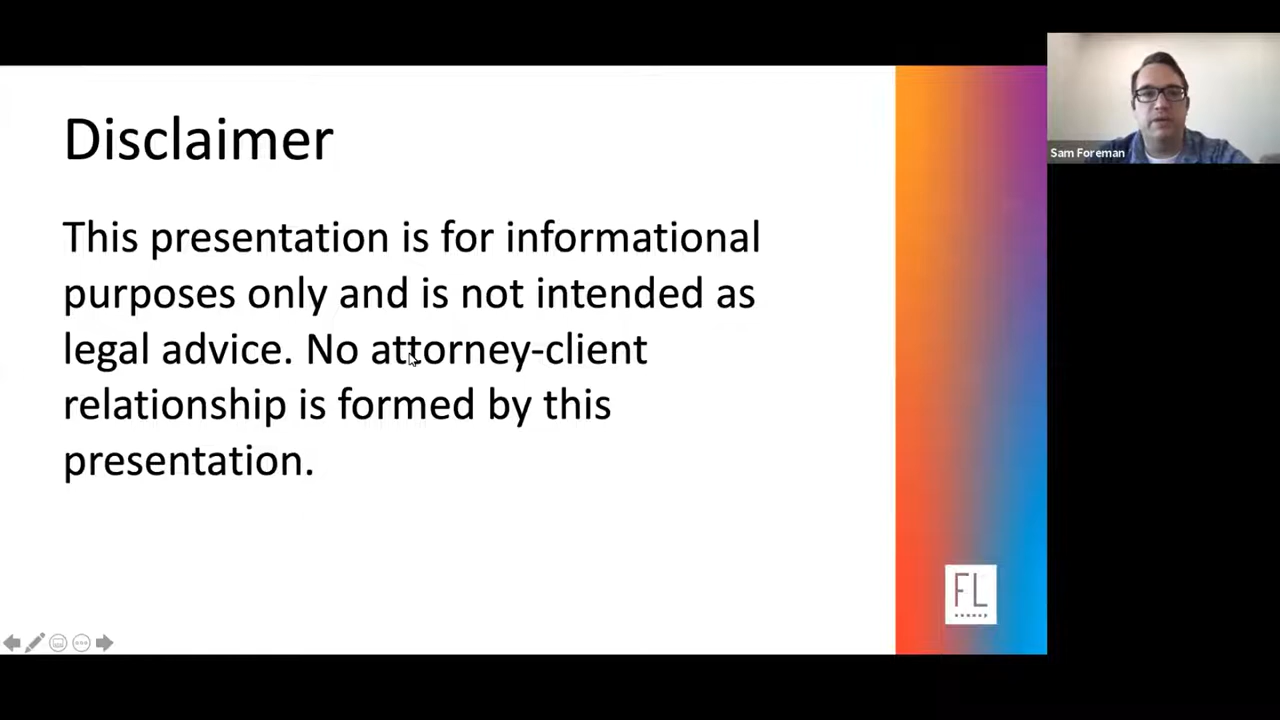 Disclaimer
This presentation is for informational
purposes only and is not intended as
legal advice. No attorney-client
relationship is formed by this
presentation.
Sam Foreman
FL